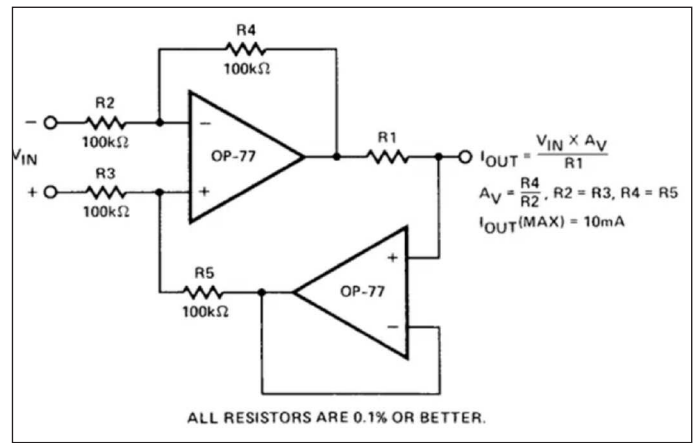 R4
100kΩ
R2
100kΩ
−
VIN
+
R3
100kΩ
−
OP-77
+
R1
IOUT = VIN X AV
R1
AV = R4
R2 , R2 = R3, R4 = R5
IOUT(MAX) = 10mA
R5
100kΩ
+
OP-77
−
ALL RESISTORS ARE 0.1% OR BETTER.